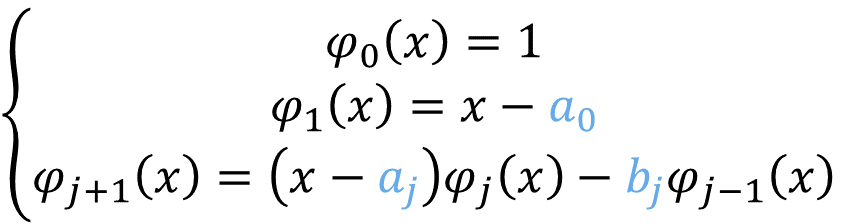 φ₀(x) = 1
φ₁(x) = x − a₀
φⱼ₊₁(x) = (x − aⱼ)φⱼ(x) − bⱼφⱼ₋₁(x)